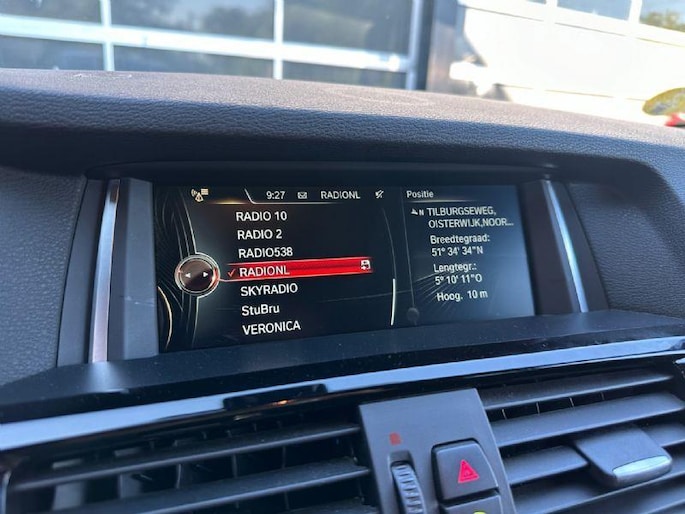 9:27 RADIONL
RADIO 10
RADIO 2
RADIO538
RADIONL
SKYRADIO
StuBru
VERONICA
Positie
N TILBURGSEWEG,
OISTERWIJK,NOOR...
Breedtegraad:
51° 34' 34"N
Lengtegr.:
5° 10' 11"O
Hoog. 10 m